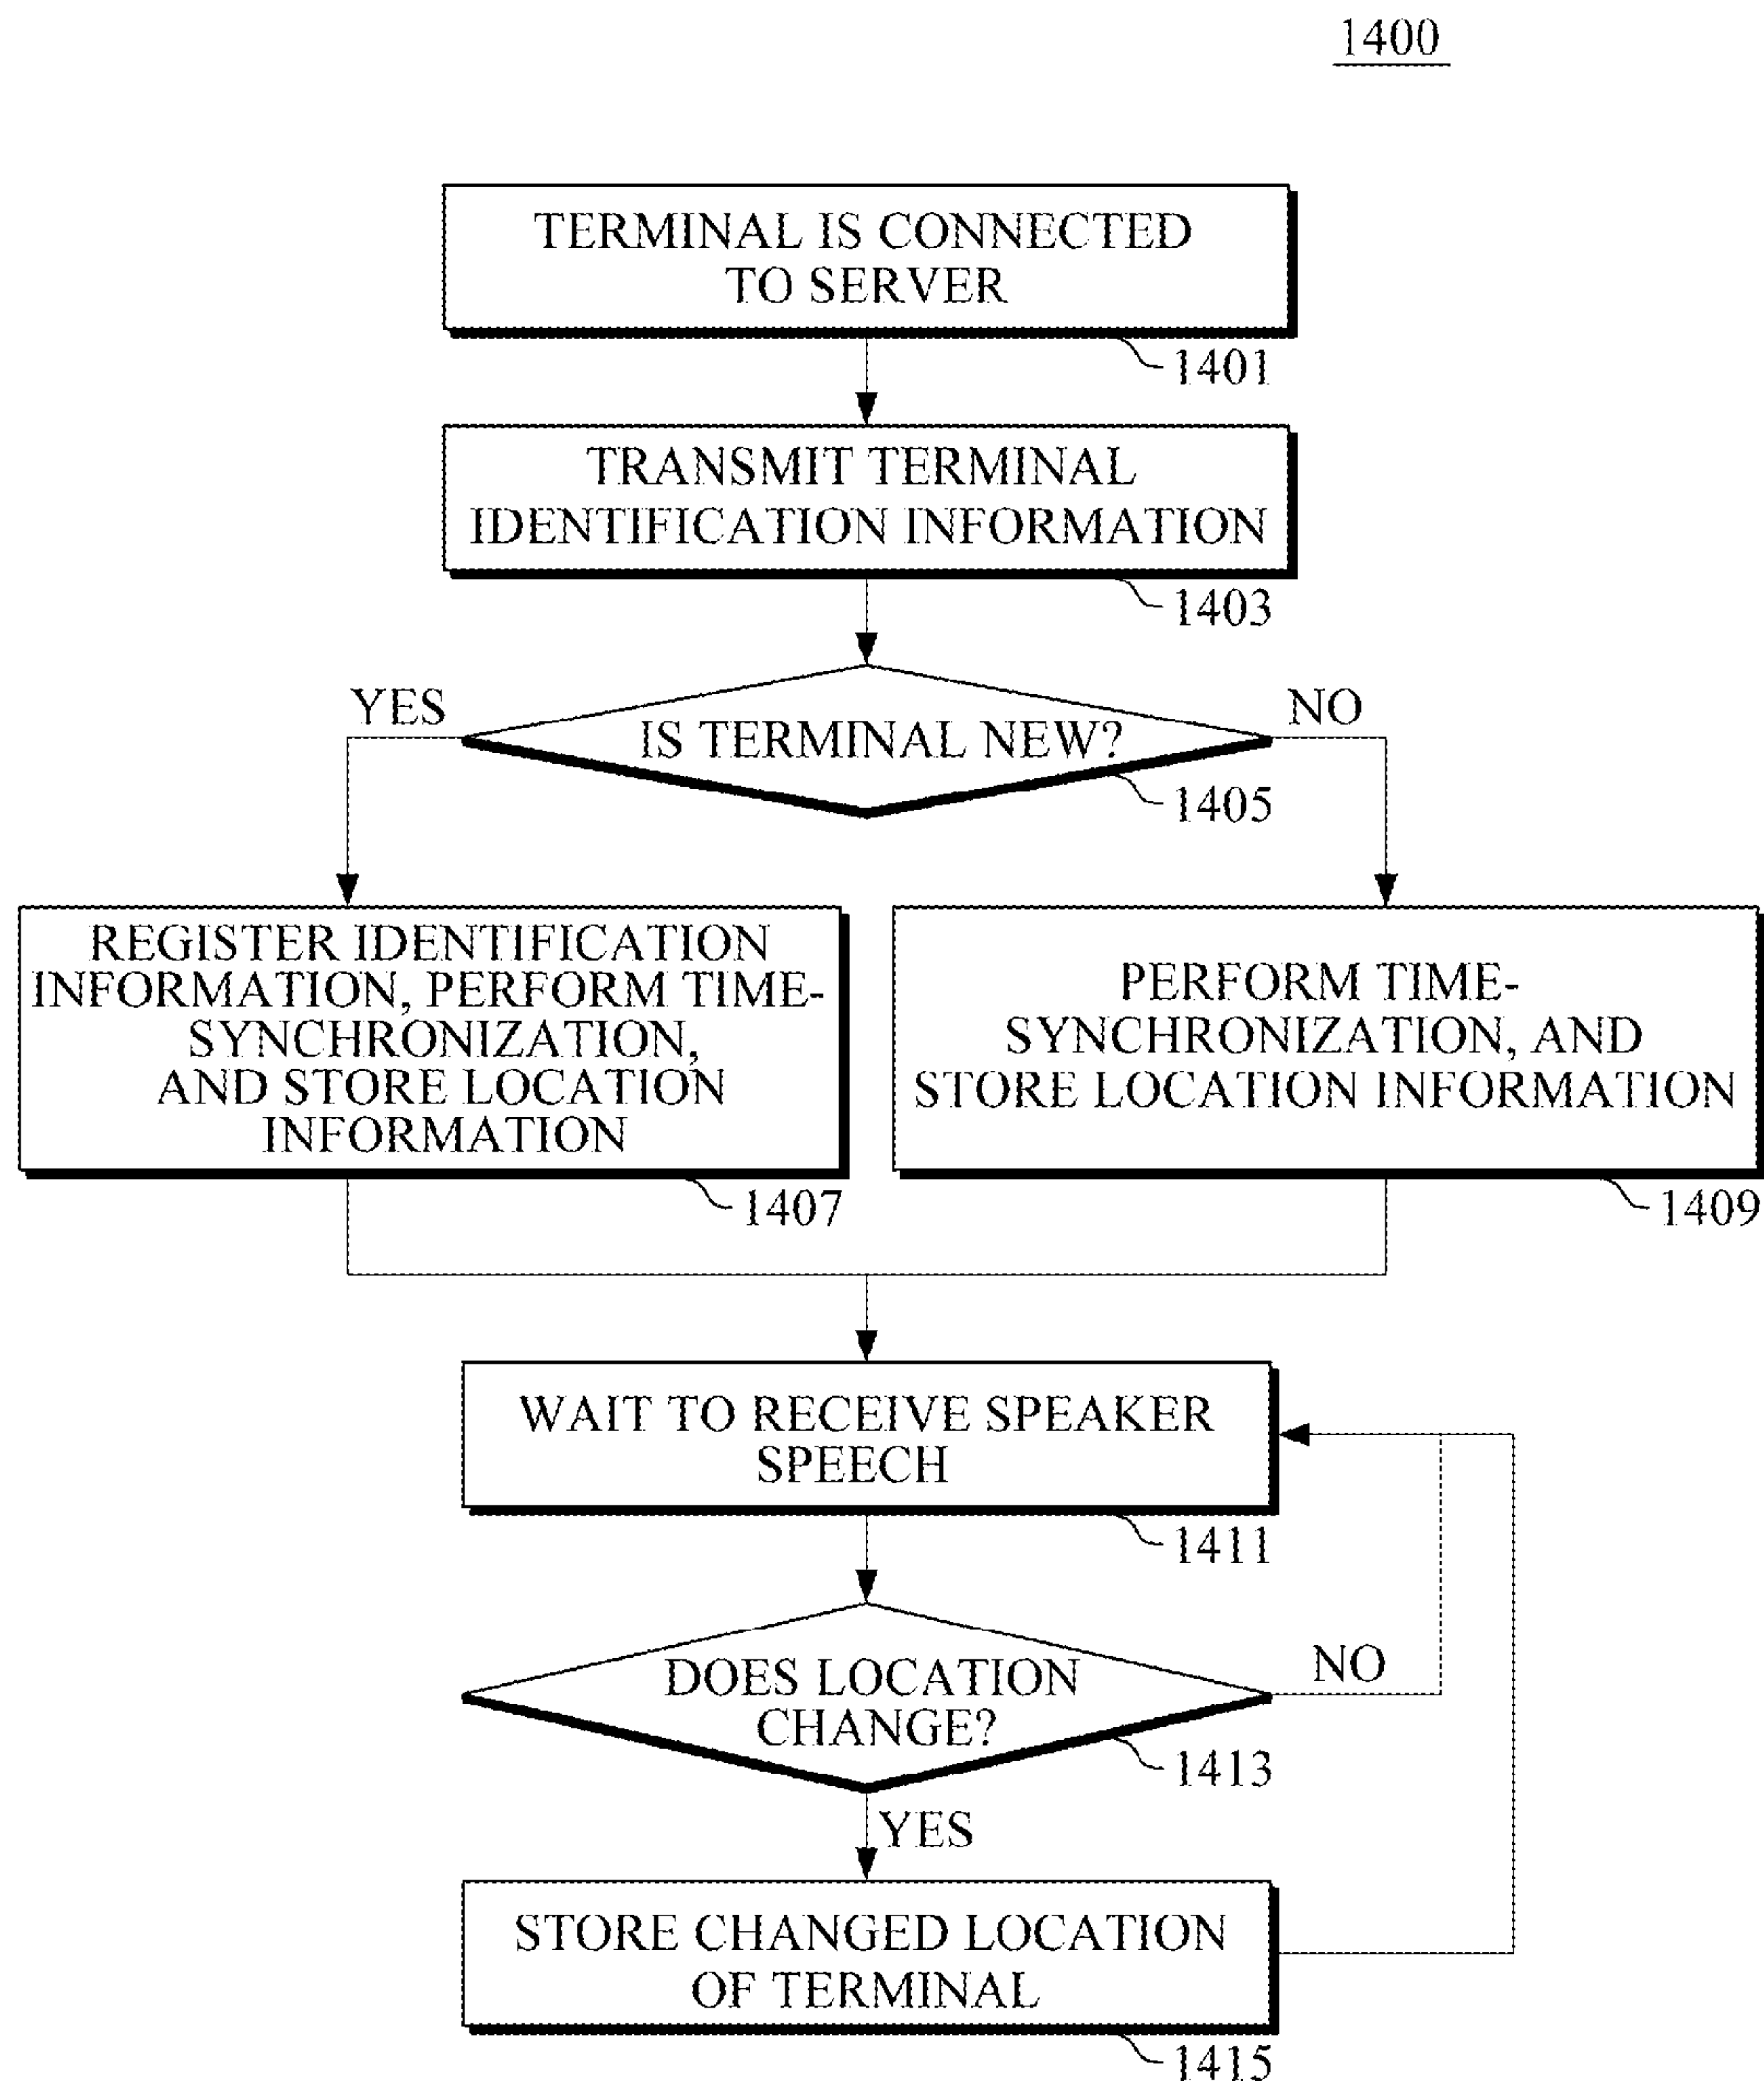 1400
TERMINAL IS CONNECTED
TO SERVER
1401
TRANSMIT TERMINAL
IDENTIFICATION INFORMATION
1403
YES
NO
IS TERMINAL NEW?
1405
REGISTER IDENTIFICATION
INFORMATION, PERFORM TIME-
SYNCHRONIZATION,
AND STORE LOCATION
INFORMATION
1407
PERFORM TIME-
SYNCHRONIZATION, AND
STORE LOCATION INFORMATION
1409
WAIT TO RECEIVE SPEAKER
SPEECH
1411
DOES LOCATION
CHANGE?
NO
1413
YES
STORE CHANGED LOCATION
OF TERMINAL
1415